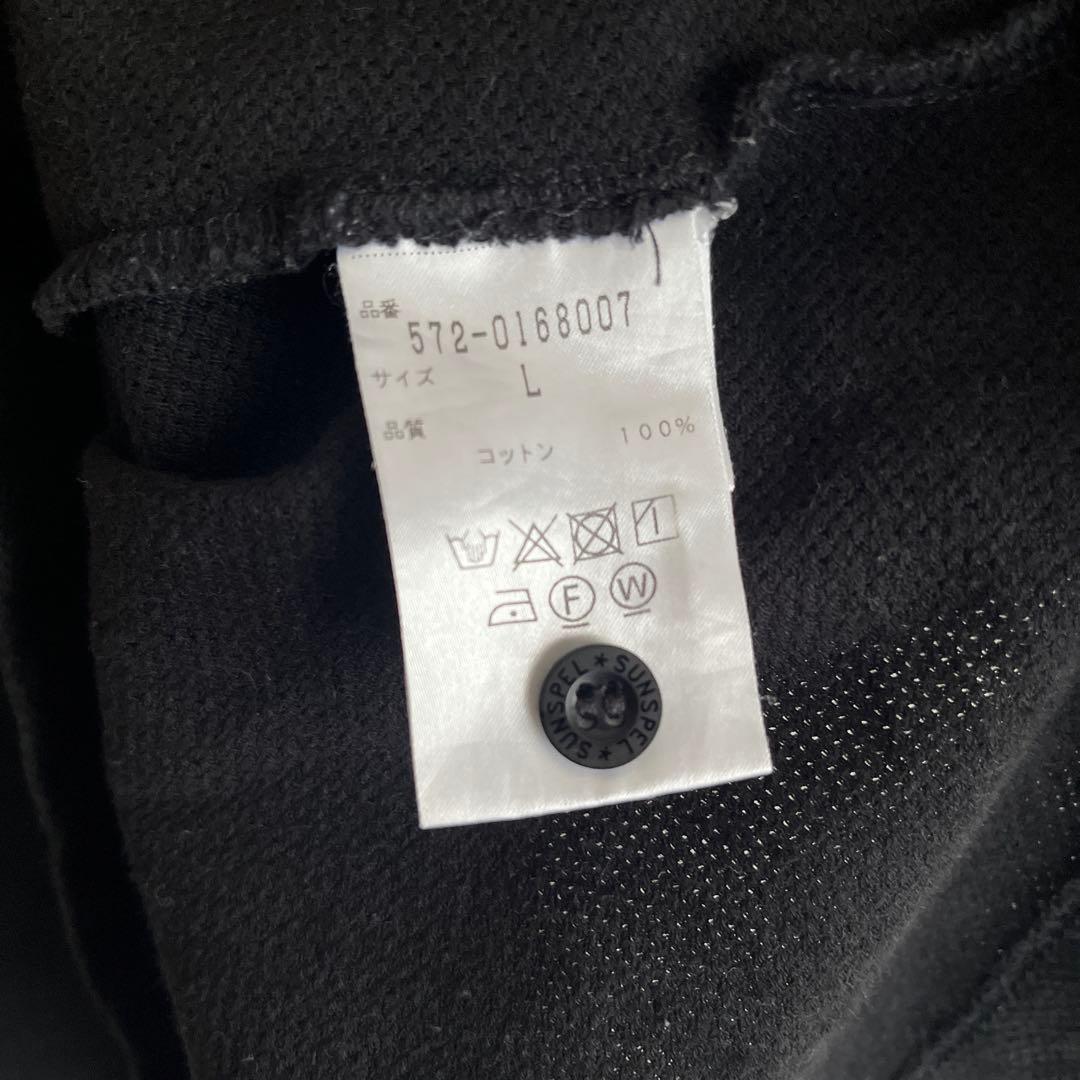 品番
572-0168007
サイズ L
品質
コットン 100%
F W
SUNSPEL ★ SUNSPEL ★